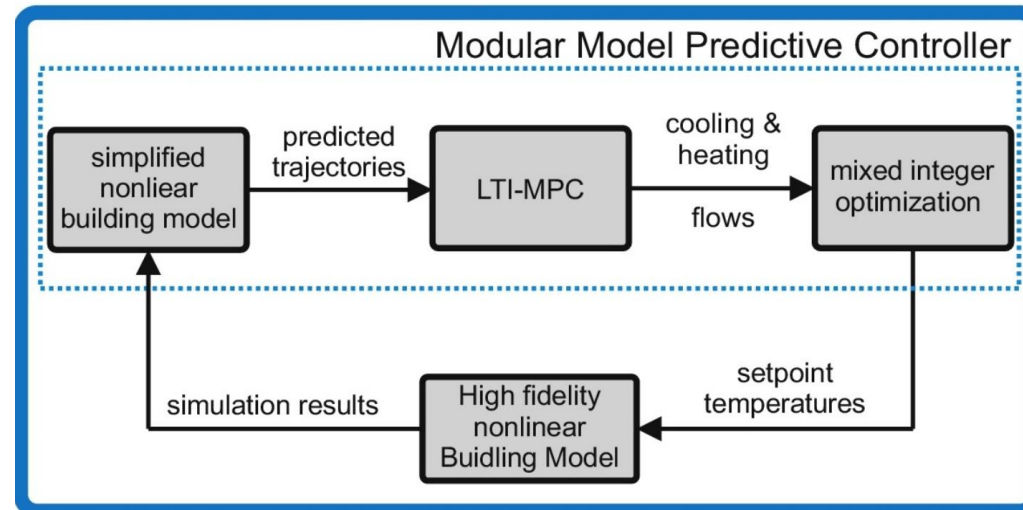 Modular Model Predictive Controller
simplified
nonliear
building model
predicted
trajectories
LTI-MPC
cooling &
heating
flows
mixed integer
optimization
simulation results
High fidelity
nonlinear
Buidling Model
setpoint
temperatures